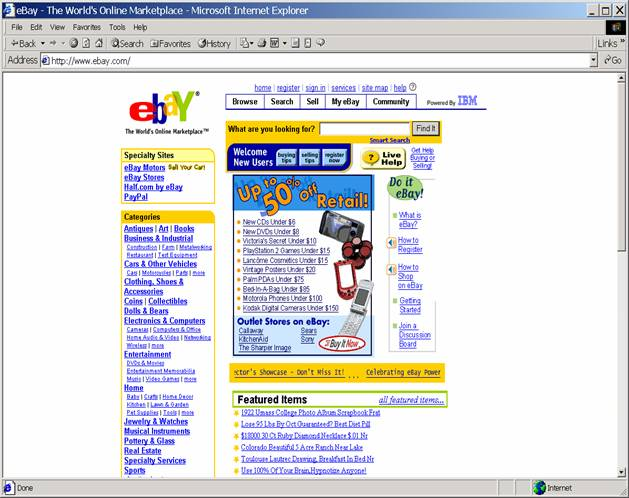 eBay - The World's Online Marketplace - Microsoft Internet Explorer
File Edit View Favorites Tools Help
Back Search Favorites History
Links »
Address http://www.ebay.com/ Go
home | register | sign in | services | site map | help ?
Browse Search Sell My eBay Community Powered By IBM
ebaY®
The World's Online Marketplace™
What are you looking for? Find It
Smart Search
Welcome New Users
buying tips
selling tips
register now
? Live Help
Get Help Buying or Selling!
Specialty Sites
eBay Motors Sell Your Car!
eBay Stores
Half.com by eBay
PayPal
Categories
Antiques | Art | Books
Business & Industrial
Construction | Farm | Metalworking
Restaurant | Test Equipment
Cars & Other Vehicles
Cars | Motorcycles | Parts | more
Clothing, Shoes &
Accessories
Coins | Collectibles
Dolls & Bears
Electronics & Computers
Cameras | Computers & Office
Home Audio & Video | Networking
Wireless | more
Entertainment
DVDs & Movies
Entertainment Memorabilia
Music | Video Games | more
Home
Baby | Crafts | Home Decor
Kitchen | Lawn & Garden
Pet Supplies | Tools | more
Jewelry & Watches
Musical Instruments
Pottery & Glass
Real Estate
Specialty Services
Sports
Up to 50% Off Retail!
New CDs Under $6
New DVDs Under $8
Victoria's Secret Under $10
PlayStation 2 Games Under $15
Lancôme Cosmetics Under $15
Vintage Posters Under $20
Palm PDAs Under $75
Bed-In-A-Bag Under $85
Motorola Phones Under $100
Kodak Digital Cameras Under $150
Outlet Stores on eBay:
Callaway Sears
KitchenAid Sony
The Sharper Image
Buy It Now
Do it eBay!
What is eBay?
How to Register
How to Shop on eBay
Getting Started
Join a Discussion Board
ctor's Showcase - Don't Miss It! ... Celebrating eBay Power
Featured Items all featured items...
1922 Umass College Photo Album Scrapbook Frat
Lose 95 Lbs By Oct Guaranteed? Best Diet Pill
$18000 30 Ct Ruby Diamond Necklace $.01 Nr
Colorado Beautiful 5 Acre Ranch Near Lake
Toulouse Lautrec Drawing, Breakfast In Bed Nr
Use 100% Of Your Brain,Hypnotize Anyone!
Done Internet